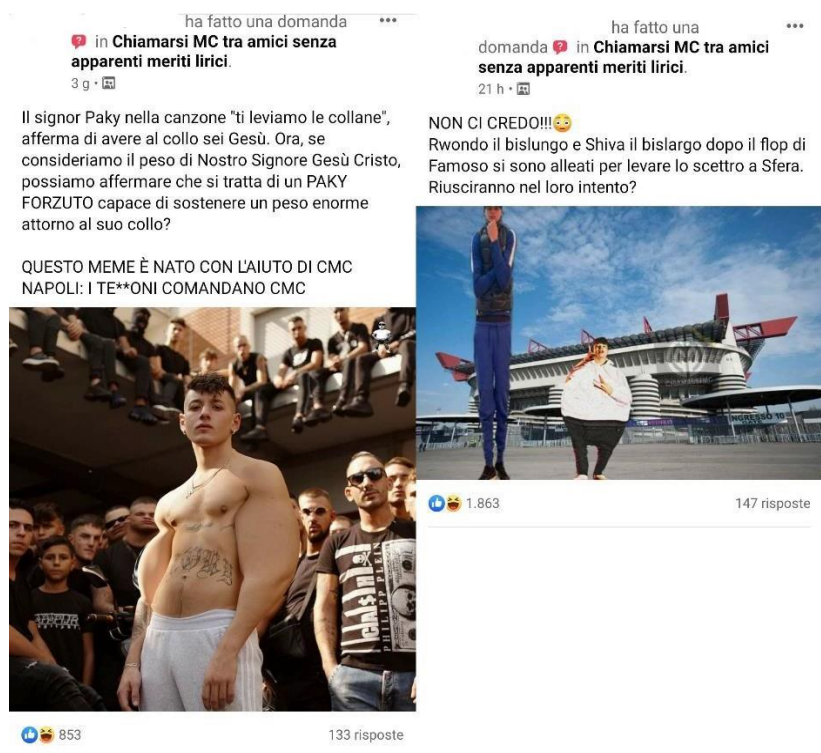 ha fatto una domanda
in Chiamarsi MC tra amici senza
apparenti meriti lirici.
3 g
Il signor Paky nella canzone "ti leviamo le collane",
afferma di avere al collo sei Gesù. Ora, se
consideriamo il peso di Nostro Signore Gesù Cristo,
possiamo affermare che si tratta di un PAKY
FORZUTO capace di sostenere un peso enorme
attorno al suo collo?
QUESTO MEME È NATO CON L'AIUTO DI CMC
NAPOLI: I TE**ONI COMANDANO CMC
PHILIPP PLEIN
853
133 risposte
ha fatto una
domanda in Chiamarsi MC tra amici
senza apparenti meriti lirici.
21 h
NON CI CREDO!!!😳
Rwondo il bislungo e Shiva il bislargo dopo il flop di
Famoso si sono alleati per levare lo scettro a Sfera.
Riusciranno nel loro intento?
INGRESSO 10
1.863
147 risposte